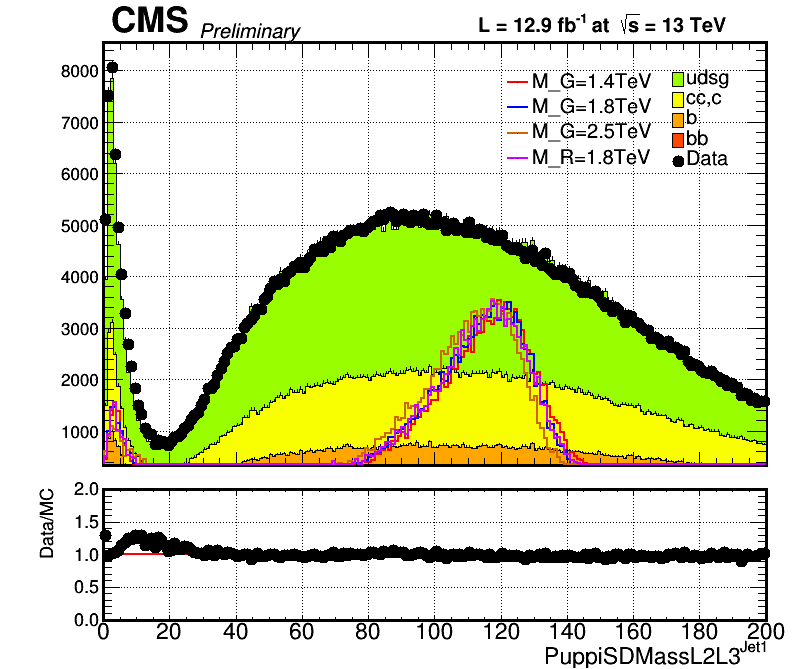 CMS Preliminary L = 12.9 fb⁻¹ at √s = 13 TeV
8000
7000
6000
5000
4000
3000
2000
1000
M_G=1.4TeV
M_G=1.8TeV
M_G=2.5TeV
M_R=1.8TeV
udsg
cc,c
b
bb
Data
Data/MC
2.0
1.5
1.0
0.5
0.0
0 20 40 60 80 100 120 140 160 180 200
PuppiSDMassL2L3^Jet1